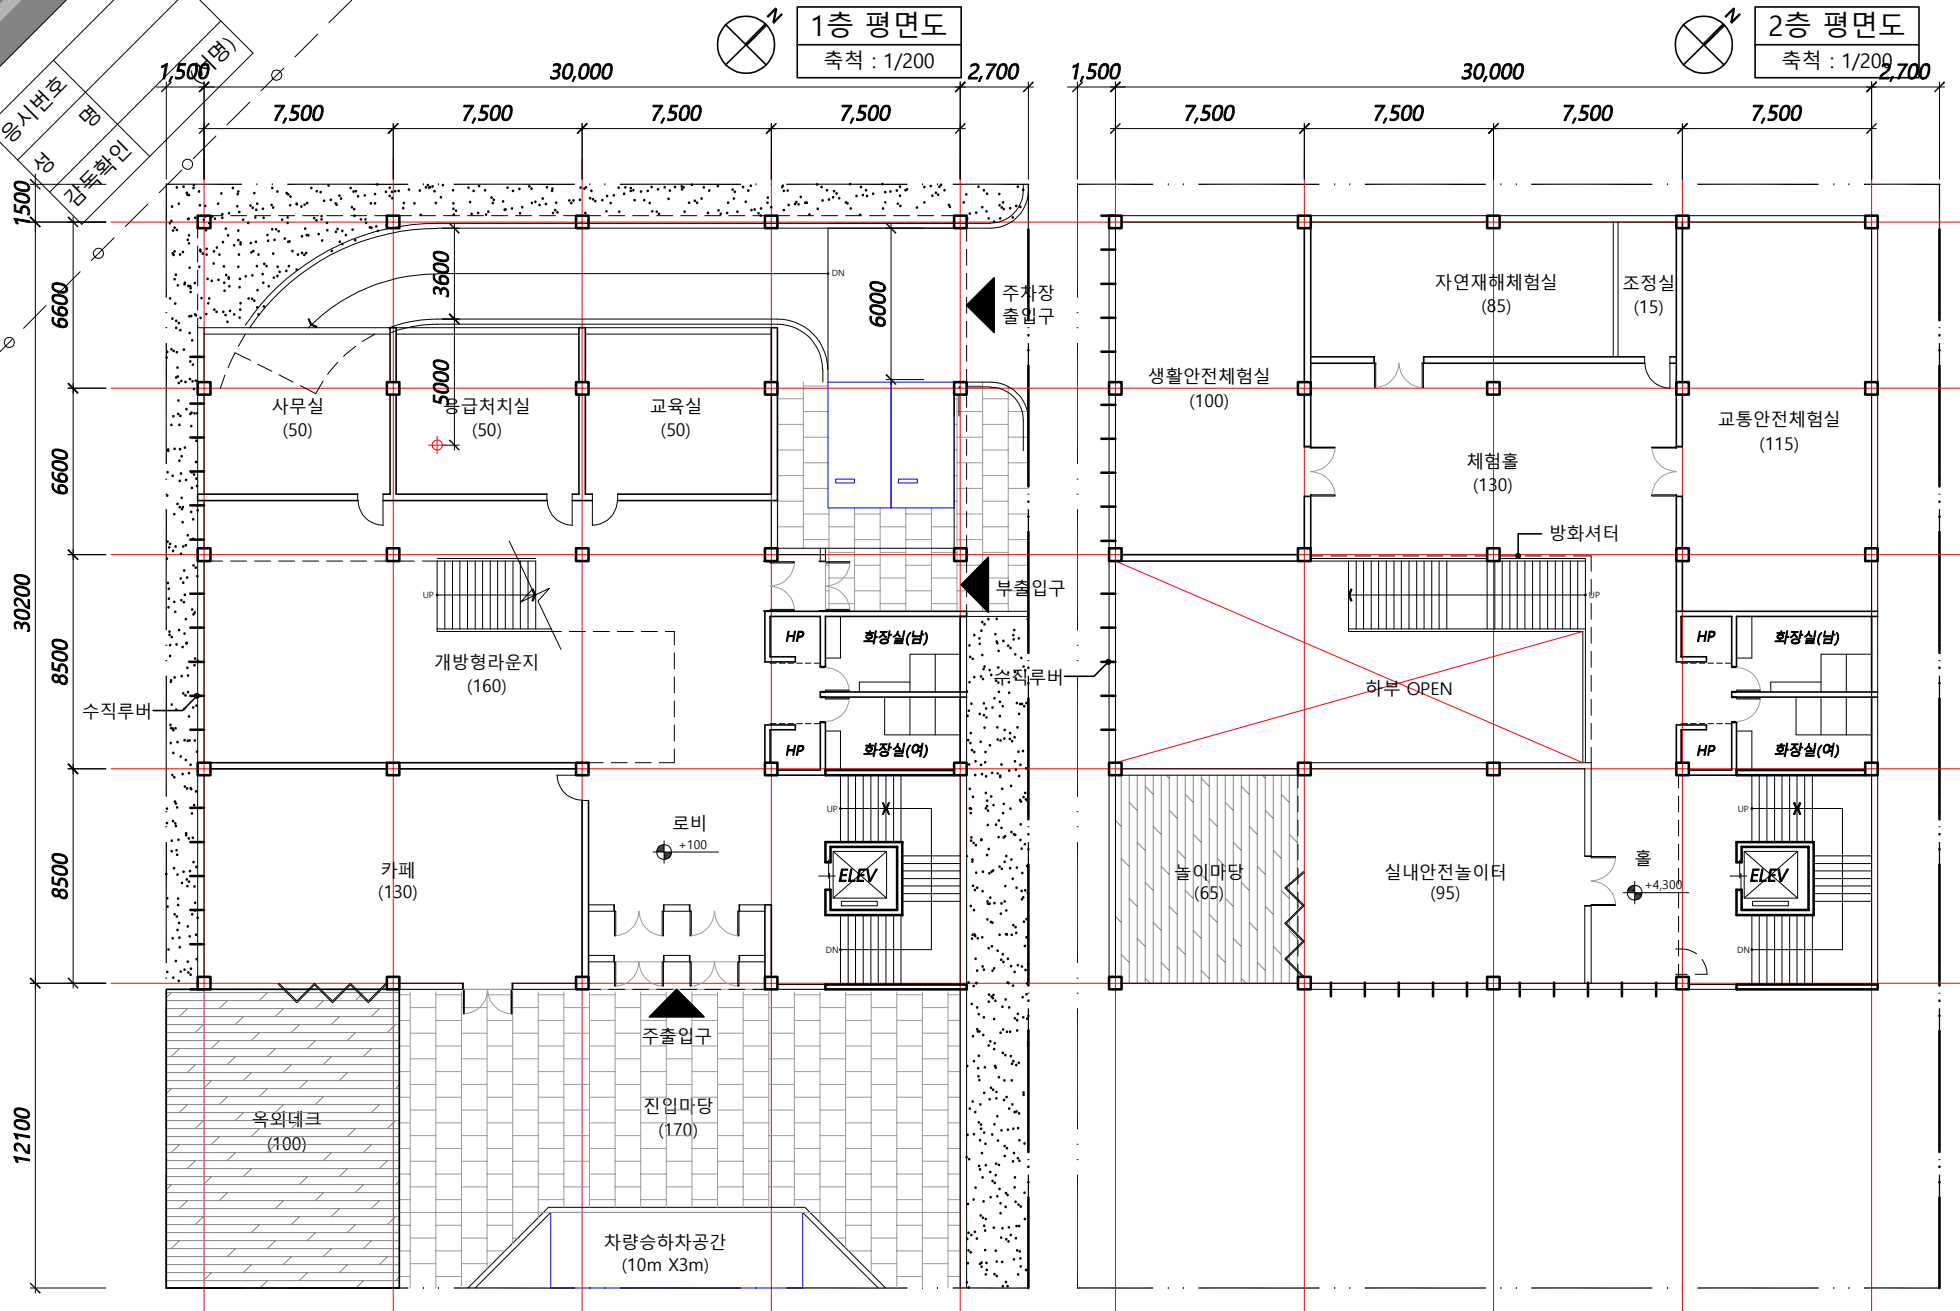 응시번호
성 명
감독확인
(서명)
N
1층 평면도
축척 : 1/200
1,500
30,000
2,700
7,500
7,500
7,500
7,500
1500
6600
6600
30200
8500
8500
12100
3600
5000
6000
DN
주차장
출입구
사무실
(50)
응급처치실
(50)
교육실
(50)
부출입구
UP
개방형라운지
(160)
수직루버
HP
화장실(남)
HP
화장실(여)
로비
+100
카페
(130)
UP
ELEV
DN
주출입구
옥외데크
(100)
진입마당
(170)
차량승하차공간
(10m X3m)
N
2층 평면도
축척 : 1/200
1,500
30,000
2,700
7,500
7,500
7,500
7,500
자연재해체험실
(85)
조정실
(15)
생활안전체험실
(100)
교통안전체험실
(115)
체험홀
(130)
방화셔터
UP
수직루버
하부 OPEN
HP
화장실(남)
HP
화장실(여)
놀이마당
(65)
실내안전놀이터
(95)
홀
+4,300
UP
ELEV
DN